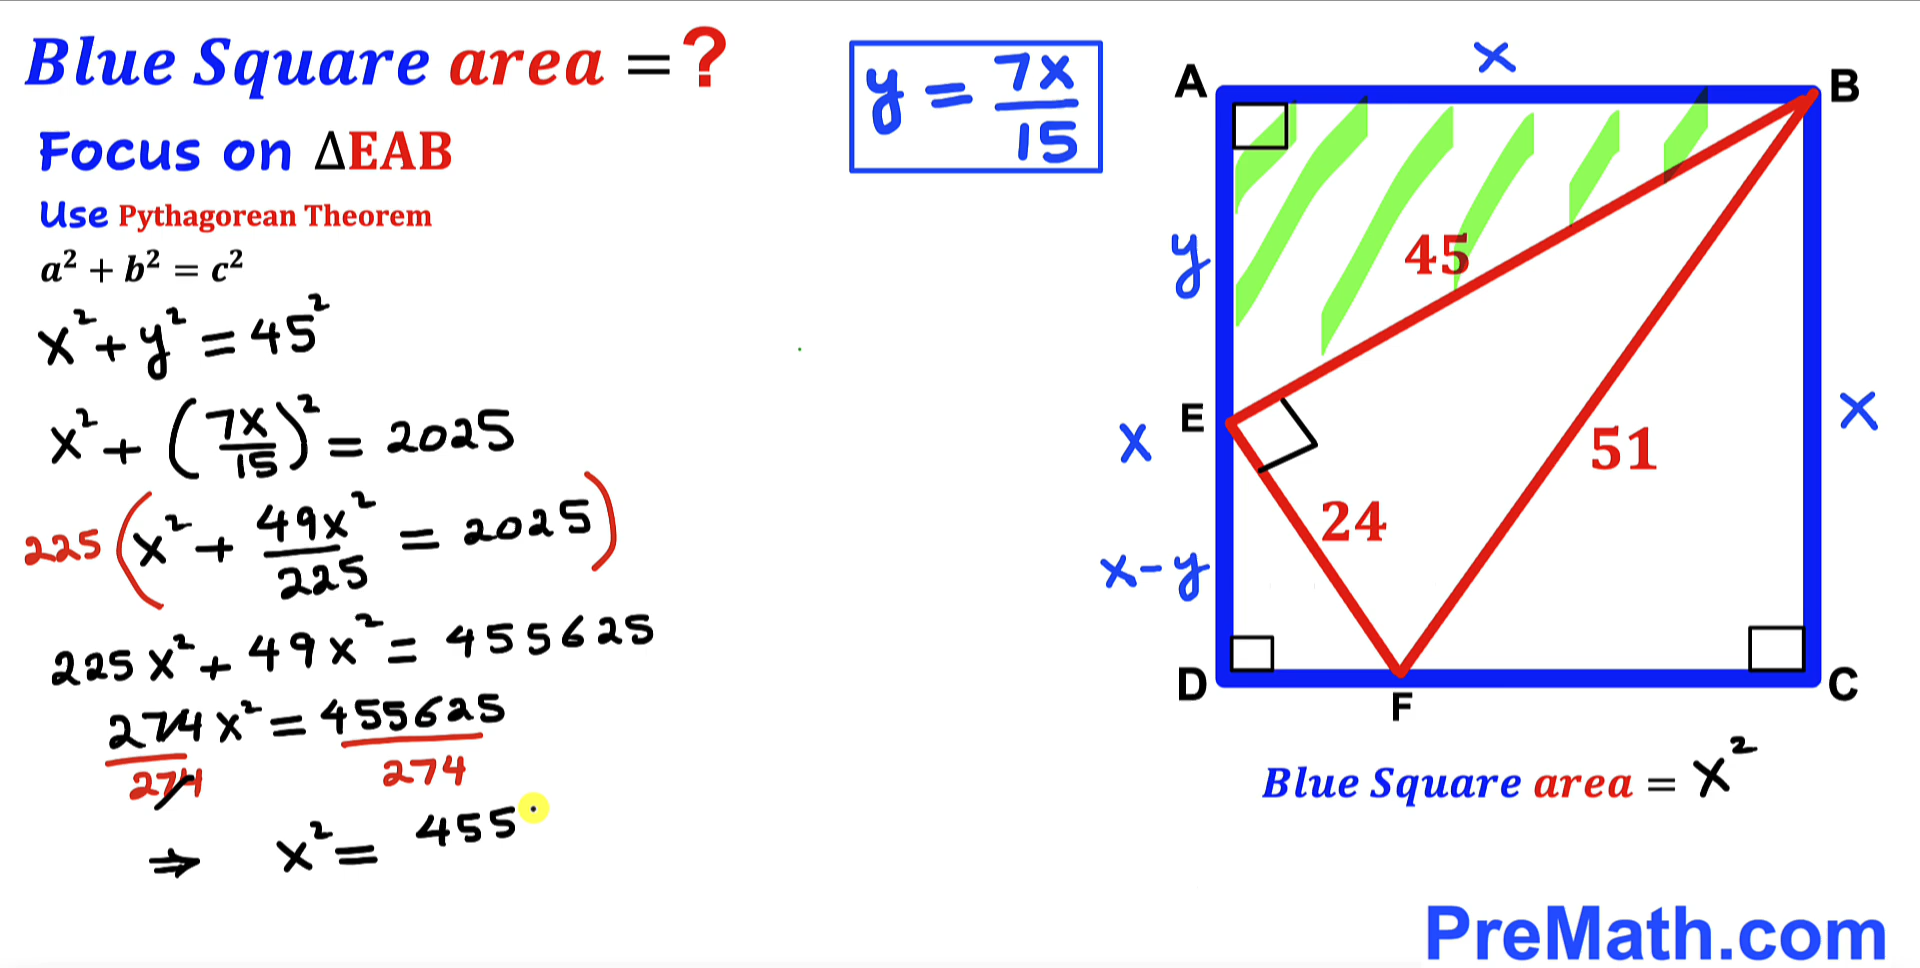 Blue Square area = ?
Focus on ΔEAB
Use Pythagorean Theorem
a² + b² = c²
x² + y² = 45²
x² + (7x/15)² = 2025
225 (x² + 49x²/225 = 2025)
225x² + 49x² = 455625
274x² = 455625
274 274
⇒ x² = 455
y = 7x/15
x
A B
y
45
E
x
51
x
24
x-y
D C
F
Blue Square area = x²
PreMath.com